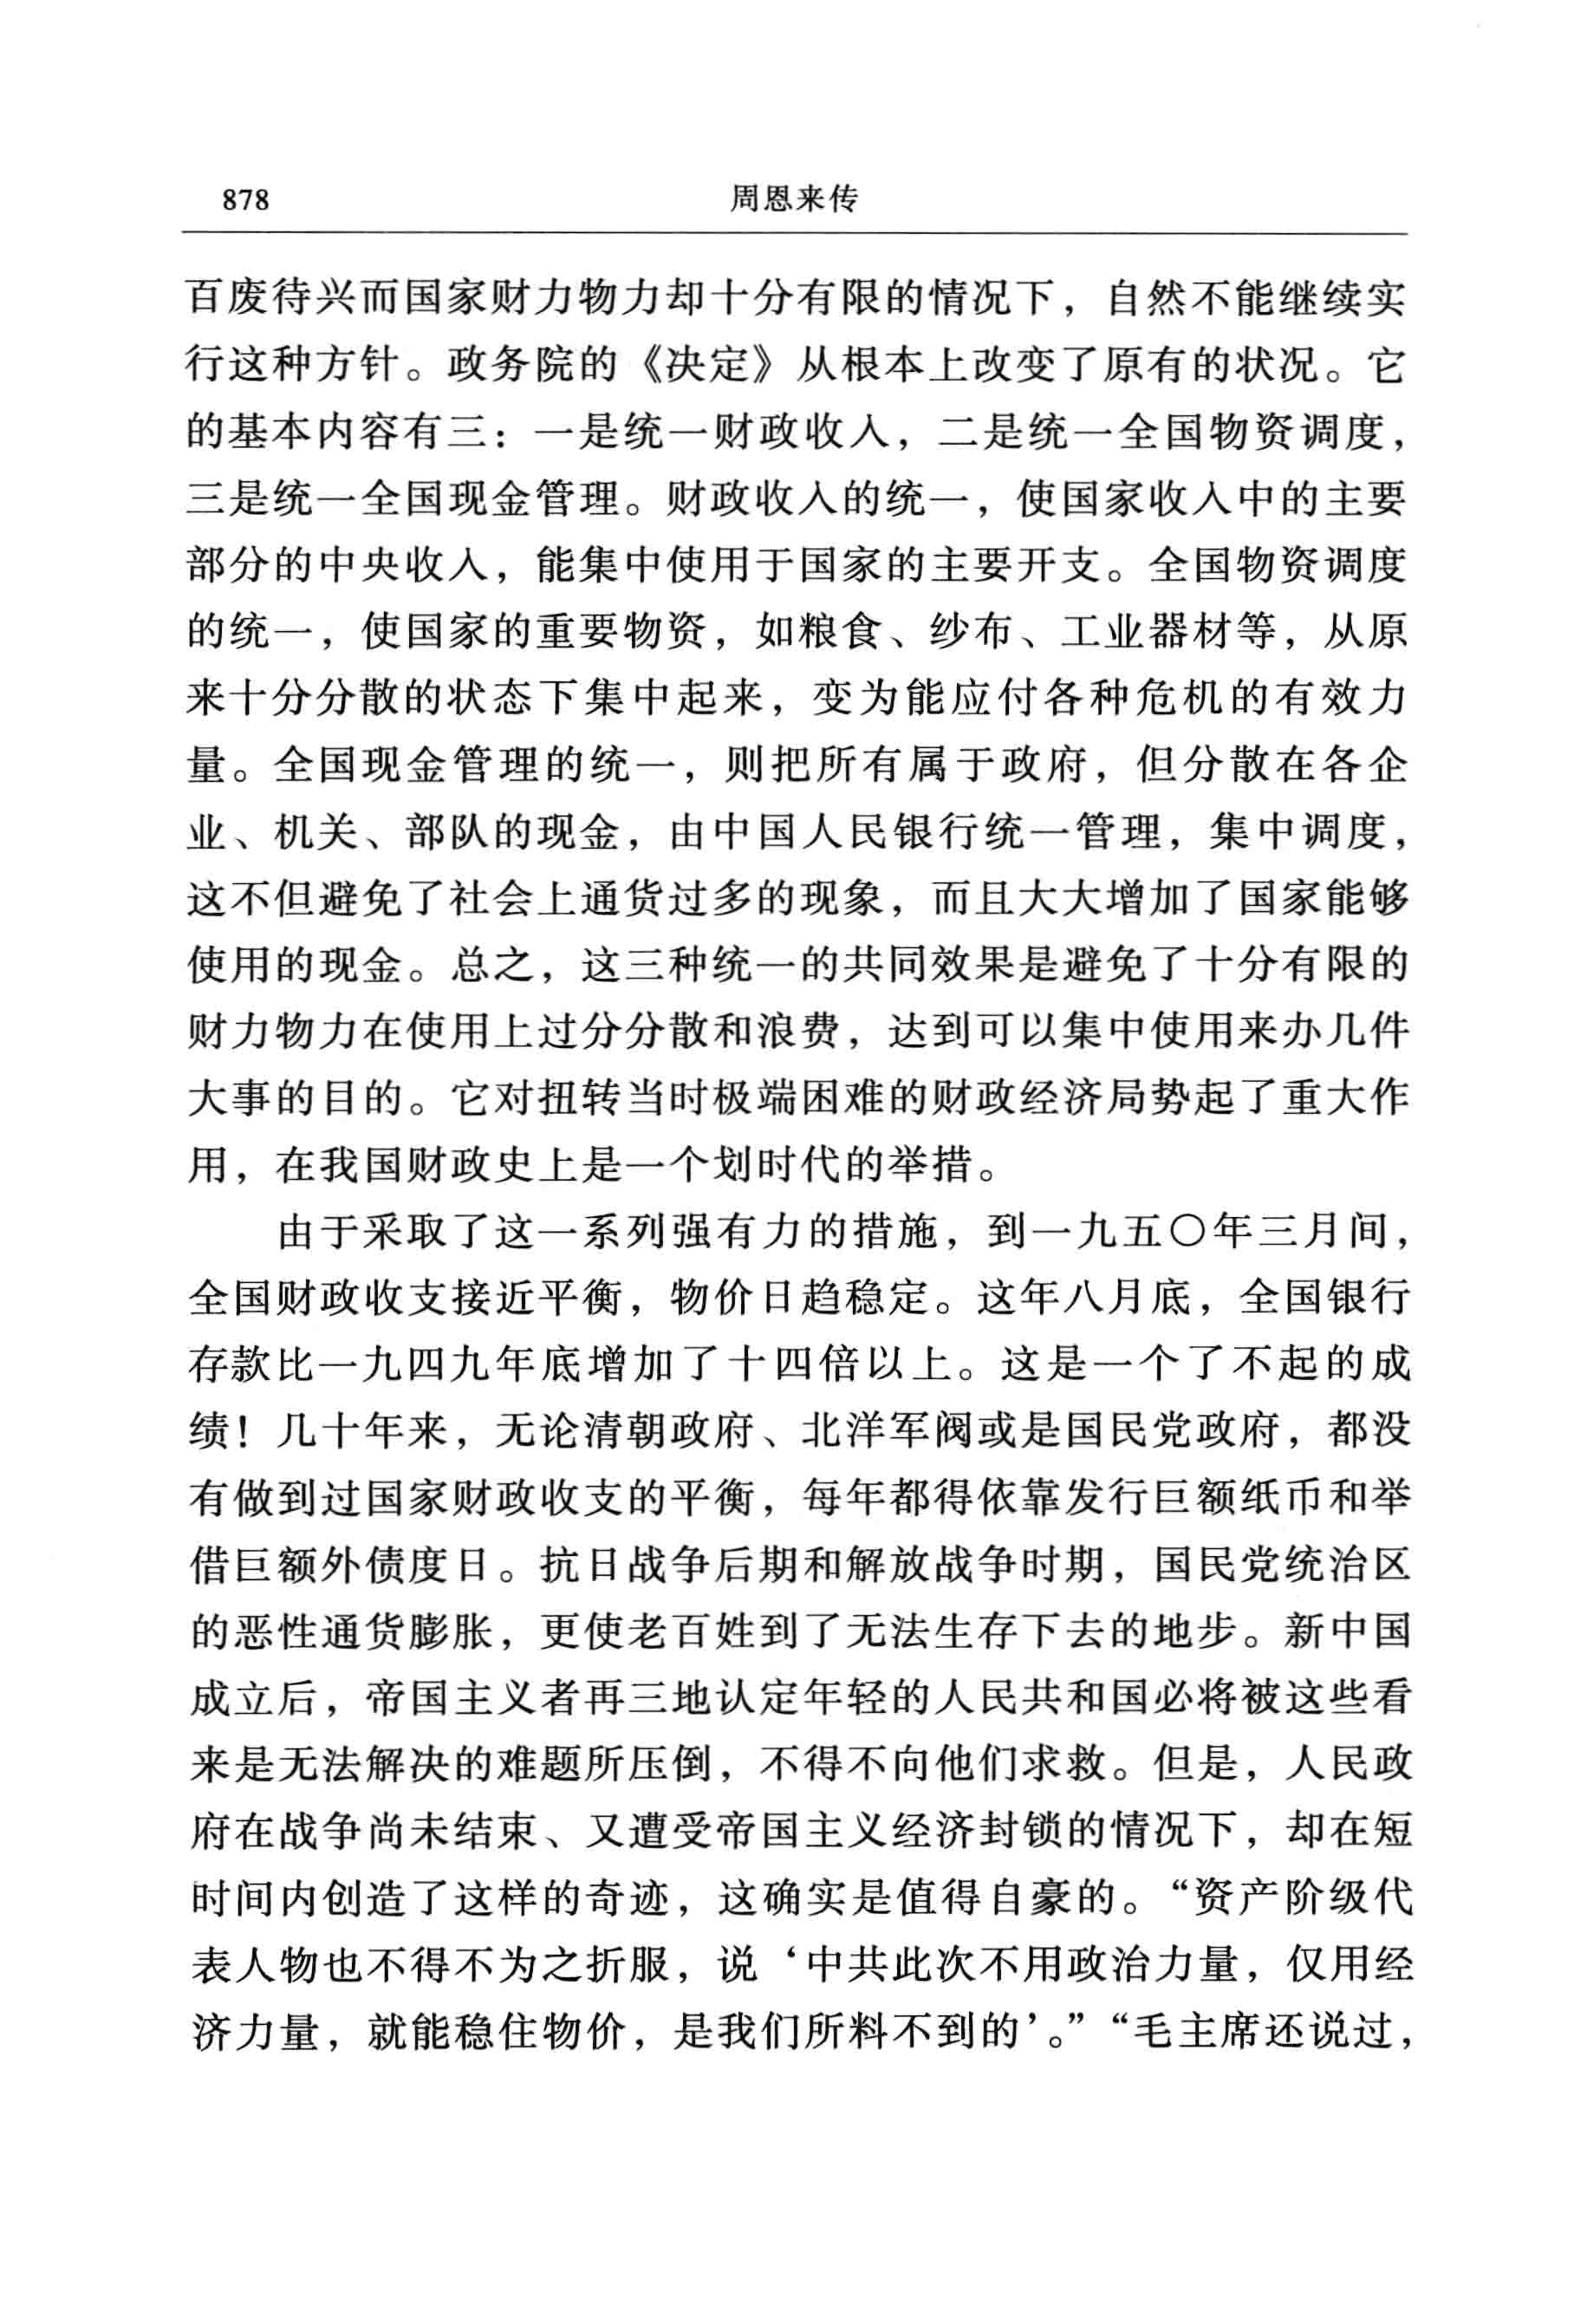 878
周恩来传
百废待兴而国家财力物力却十分有限的情况下，自然不能继续实
行这种方针。政务院的《决定》从根本上改变了原有的状况。它
的基本内容有三：一是统一财政收入，二是统一全国物资调度，
三是统一全国现金管理。财政收入的统一，使国家收入中的主要
部分的中央收入，能集中使用于国家的主要开支。全国物资调度
的统一，使国家的重要物资，如粮食、纱布、工业器材等，从原
来十分分散的状态下集中起来，变为能应付各种危机的有效力
量。全国现金管理的统一，则把所有属于政府，但分散在各企
业、机关、部队的现金，由中国人民银行统一管理，集中调度，
这不但避免了社会上通货过多的现象，而且大大增加了国家能够
使用的现金。总之，这三种统一的共同效果是避免了十分有限的
财力物力在使用上过分分散和浪费，达到可以集中使用来办几件
大事的目的。它对扭转当时极端困难的财政经济局势起了重大作
用，在我国财政史上是一个划时代的举措。
由于采取了这一系列强有力的措施，到一九五〇年三月间，
全国财政收支接近平衡，物价日趋稳定。这年八月底，全国银行
存款比一九四九年底增加了十四倍以上。这是一个了不起的成
绩！几十年来，无论清朝政府、北洋军阀或是国民党政府，都没
有做到过国家财政收支的平衡，每年都得依靠发行巨额纸币和举
借巨额外债度日。抗日战争后期和解放战争时期，国民党统治区
的恶性通货膨胀，更使老百姓到了无法生存下去的地步。新中国
成立后，帝国主义者再三地认定年轻的人民共和国必将被这些看
来是无法解决的难题所压倒，不得不向他们求救。但是，人民政
府在战争尚未结束、又遭受帝国主义经济封锁的情况下，却在短
时间内创造了这样的奇迹，这确实是值得自豪的。“资产阶级代
表人物也不得不为之折服，说‘中共此次不用政治力量，仅用经
济力量，就能稳住物价，是我们所料不到的’。”“毛主席还说过，